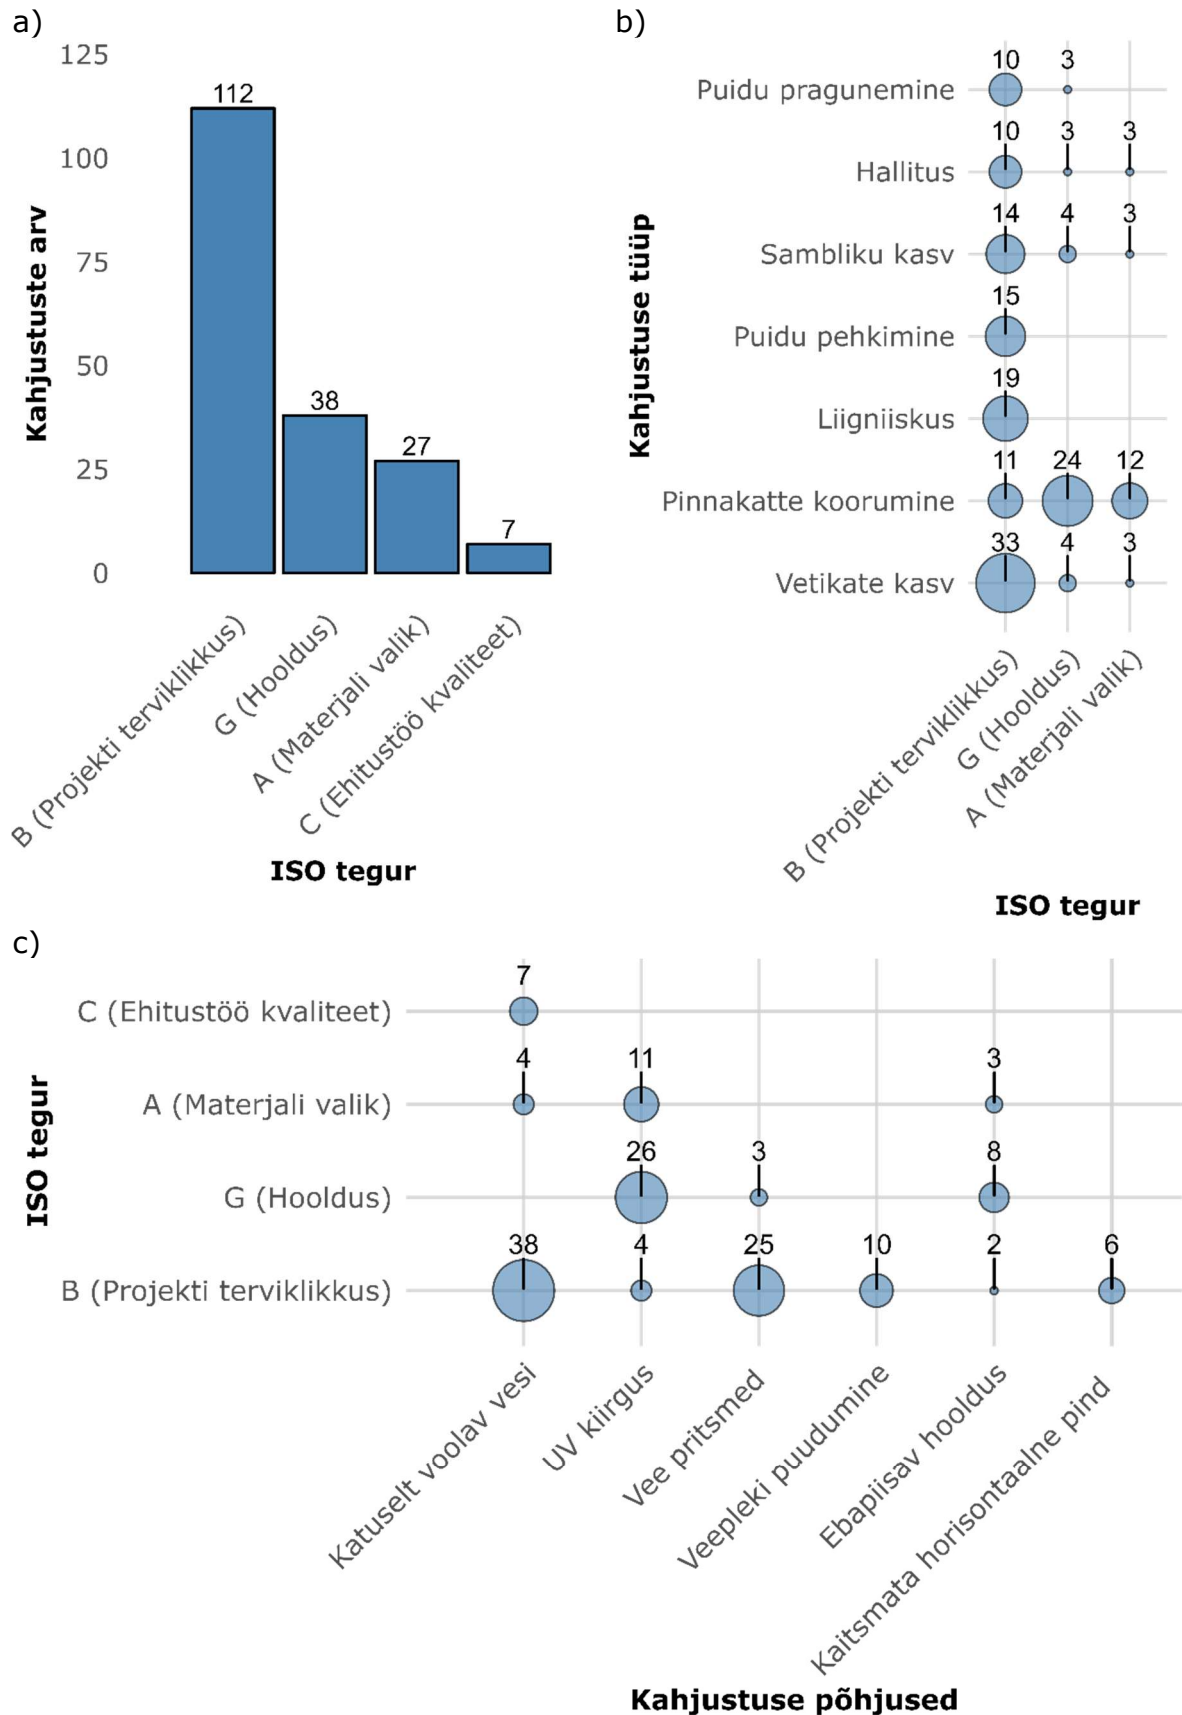 a)
125
100
75
50
25
0
Kahjustuste arv
112
38
27
7
B (Projekti terviklikkus)
G (Hooldus)
A (Materjali valik)
C (Ehitustöö kvaliteet)
ISO tegur
b)
Kahjustuse tüüp
Puidu pragunemine
10 3
Hallitus
10 3 3
Sambliku kasv
14 4 3
Puidu pehkimine
15
Liigniiskus
19
Pinnakatte koorumine
11 24 12
Vetikate kasv
33 4 3
B (Projekti terviklikkus)
G (Hooldus)
A (Materjali valik)
ISO tegur
c)
ISO tegur
C (Ehitustöö kvaliteet)
7
A (Materjali valik)
4 11 3
G (Hooldus)
26 3 8
B (Projekti terviklikkus)
38 4 25 10 2 6
Katuselt voolav vesi
UV kiirgus
Vee pritsmed
Veepleki puudumine
Ebapiisav hooldus
Kaitsmata horisontaalne pind
Kahjustuse põhjused